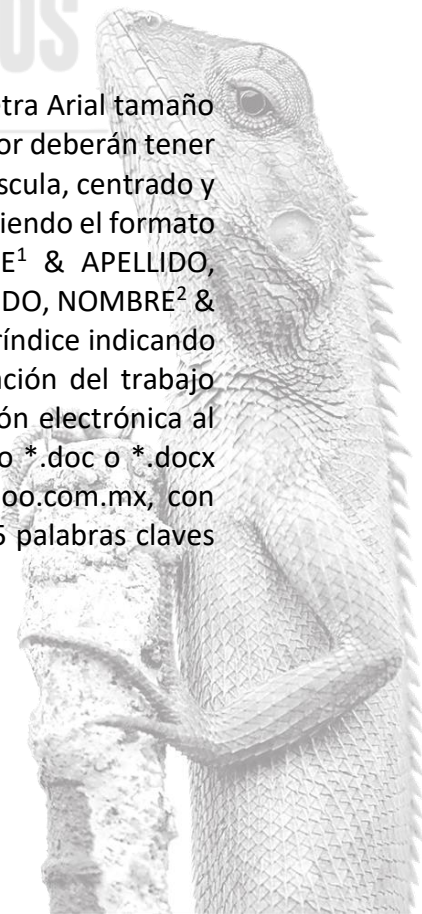 OS
tra Arial tamaño
or deberán tener
scula, centrado y
iendo el formato
E¹ & APELLIDO,
DO, NOMBRE² &
índice indicando
ción del trabajo
ón electrónica al
o *.doc o *.docx
oo.com.mx, con
5 palabras claves